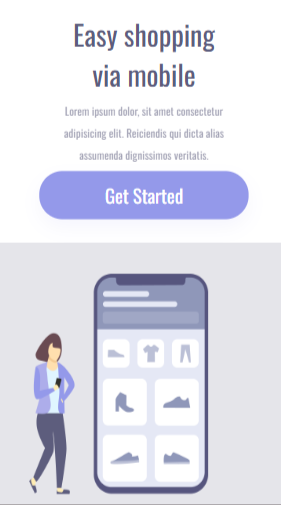 Easy shopping
via mobile
Lorem ipsum dolor, sit amet consectetur
adipisicing elit. Reiciendis qui dicta alias
assumenda dignissimos veritatis.
Get Started